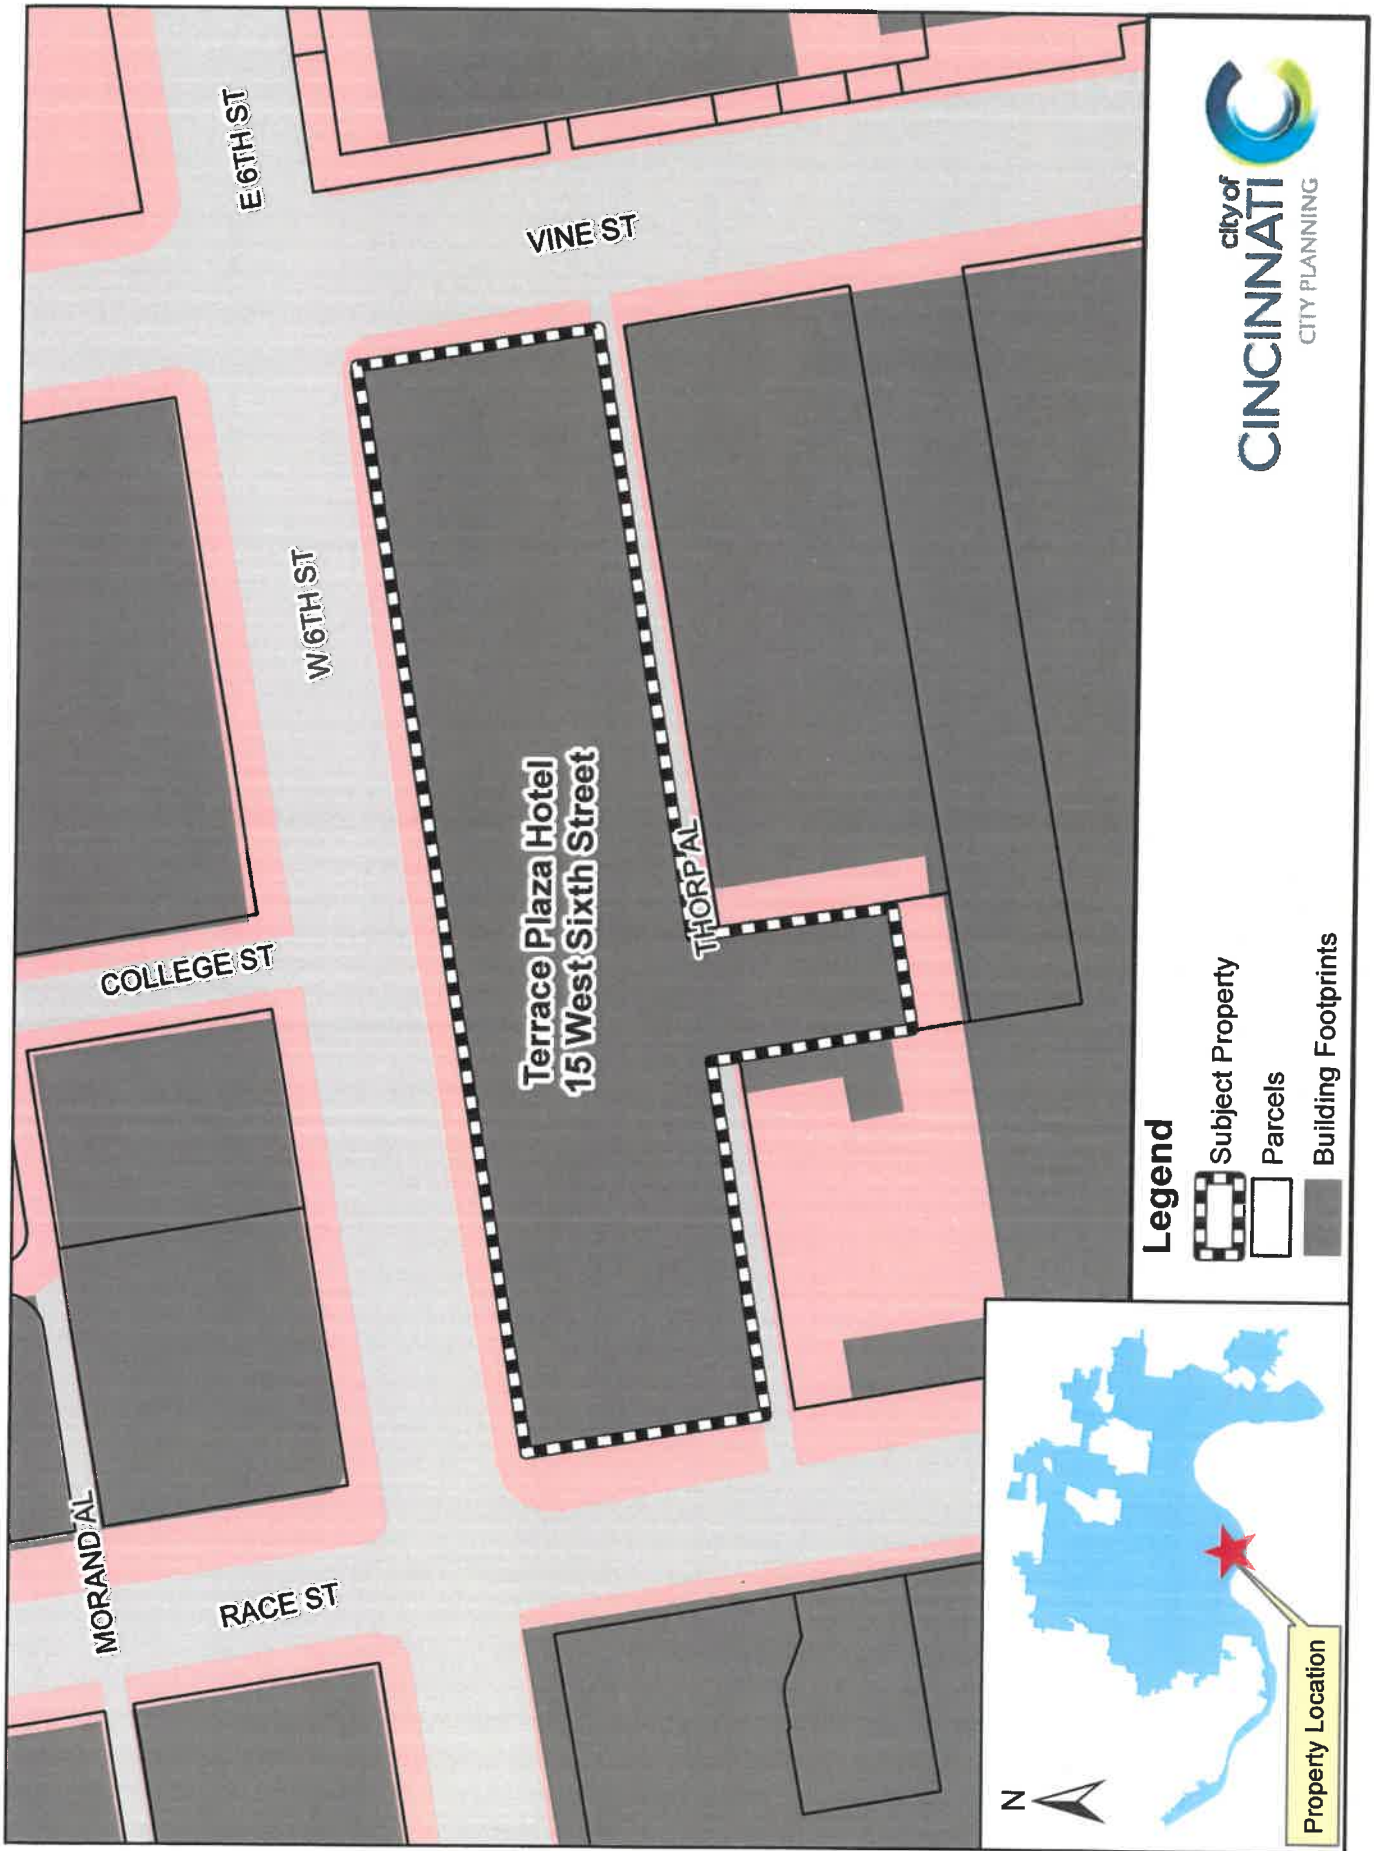 MORAND AL
RACE ST
COLLEGE ST
W 6TH ST
E 6TH ST
VINE ST
Terrace Plaza Hotel
15 West Sixth Street
THORP AL
N
Property Location
Legend
Subject Property
Parcels
Building Footprints
city of
CINCINNATI
CITY PLANNING